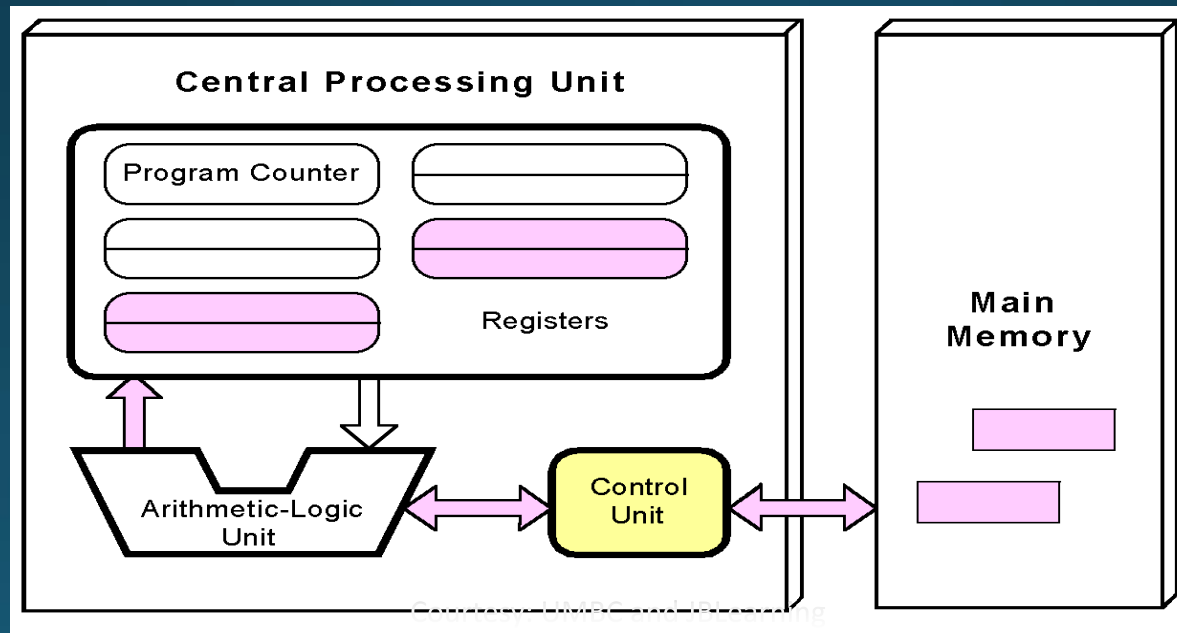 Central Processing Unit
Program Counter
Registers
Main
Memory
Arithmetic-Logic
Unit
Control
Unit
Courtesy: UMBC and JBLearning